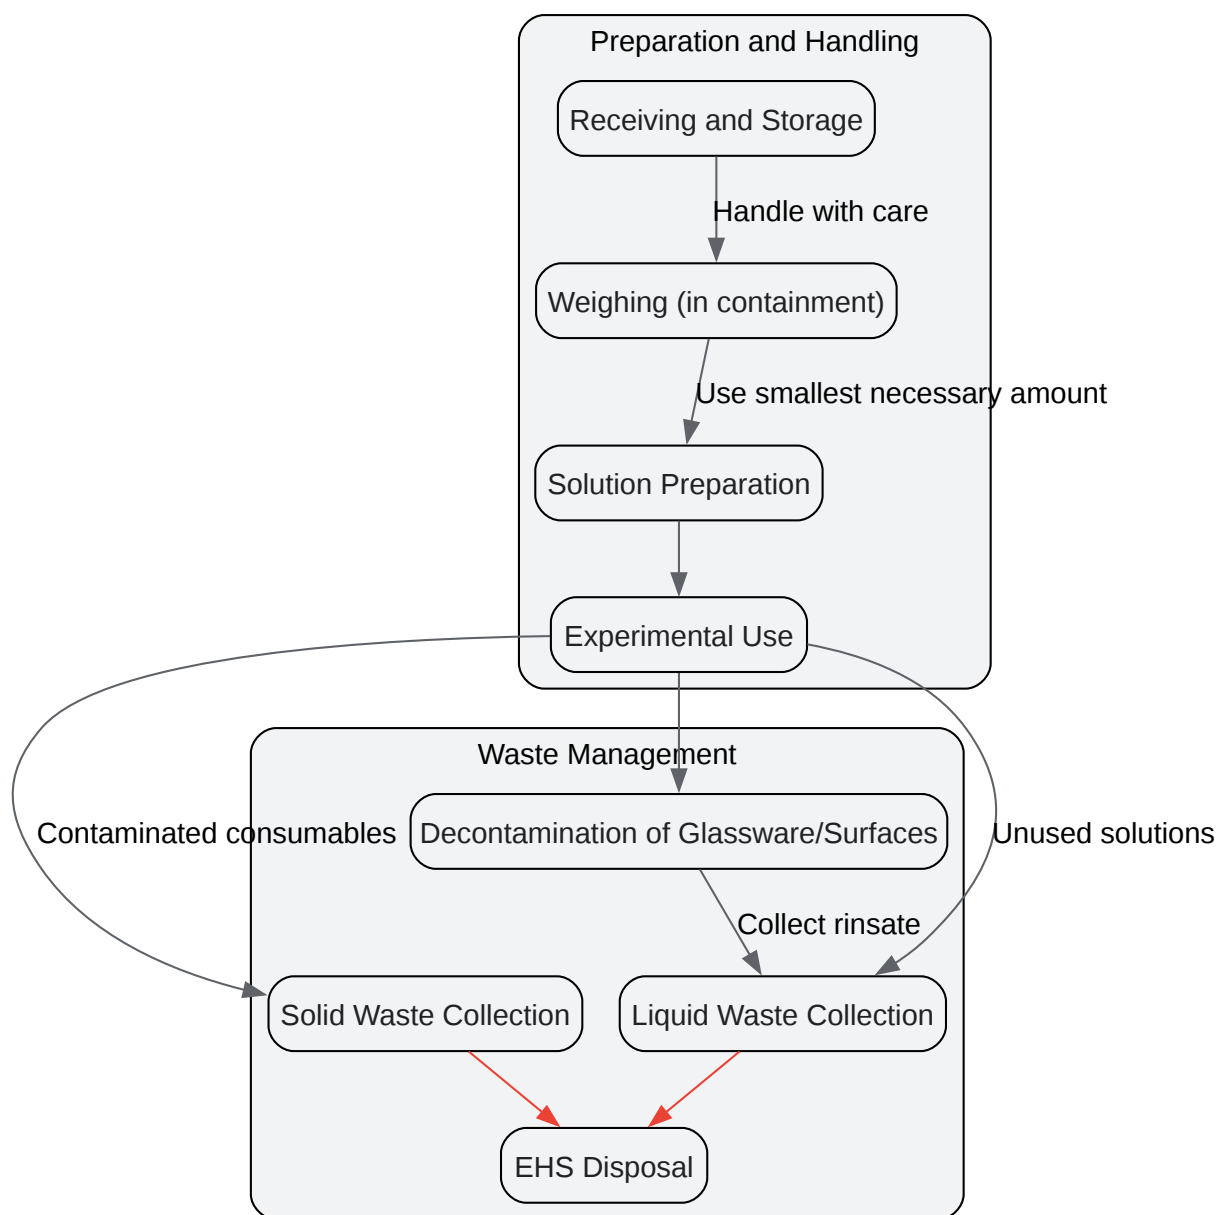 Preparation and Handling
Receiving and Storage
Handle with care
Weighing (in containment)
Use smallest necessary amount
Solution Preparation
Experimental Use
Waste Management
Contaminated consumables
Decontamination of Glassware/Surfaces
Unused solutions
Collect rinsate
Solid Waste Collection
Liquid Waste Collection
EHS Disposal